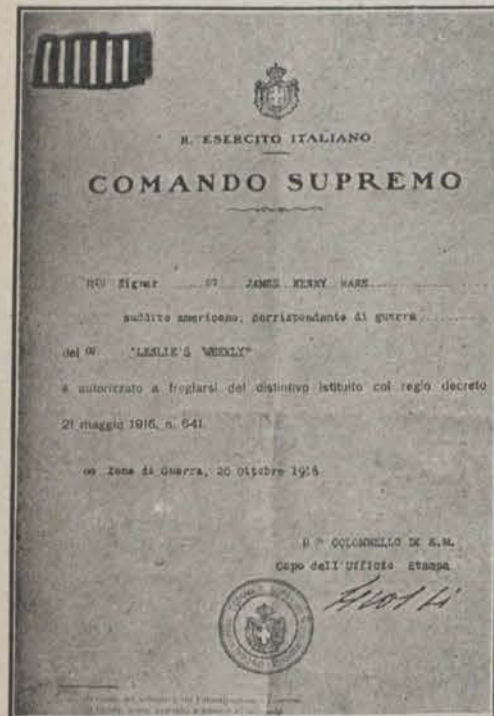 R. ESERCITO ITALIANO
COMANDO SUPREMO
Signor JAMES HENRY HARE
suddito americano, corrispondente di guerra
del "LESLIE'S WEEKLY"
è autorizzato a fregiarsi del distintivo istituito col regio decreto
21 maggio 1916, n. 641.
Zona di Guerra, 20 Ottobre 1918
COLONNELLO DI S.M.
Capo dell'Ufficio Stampa